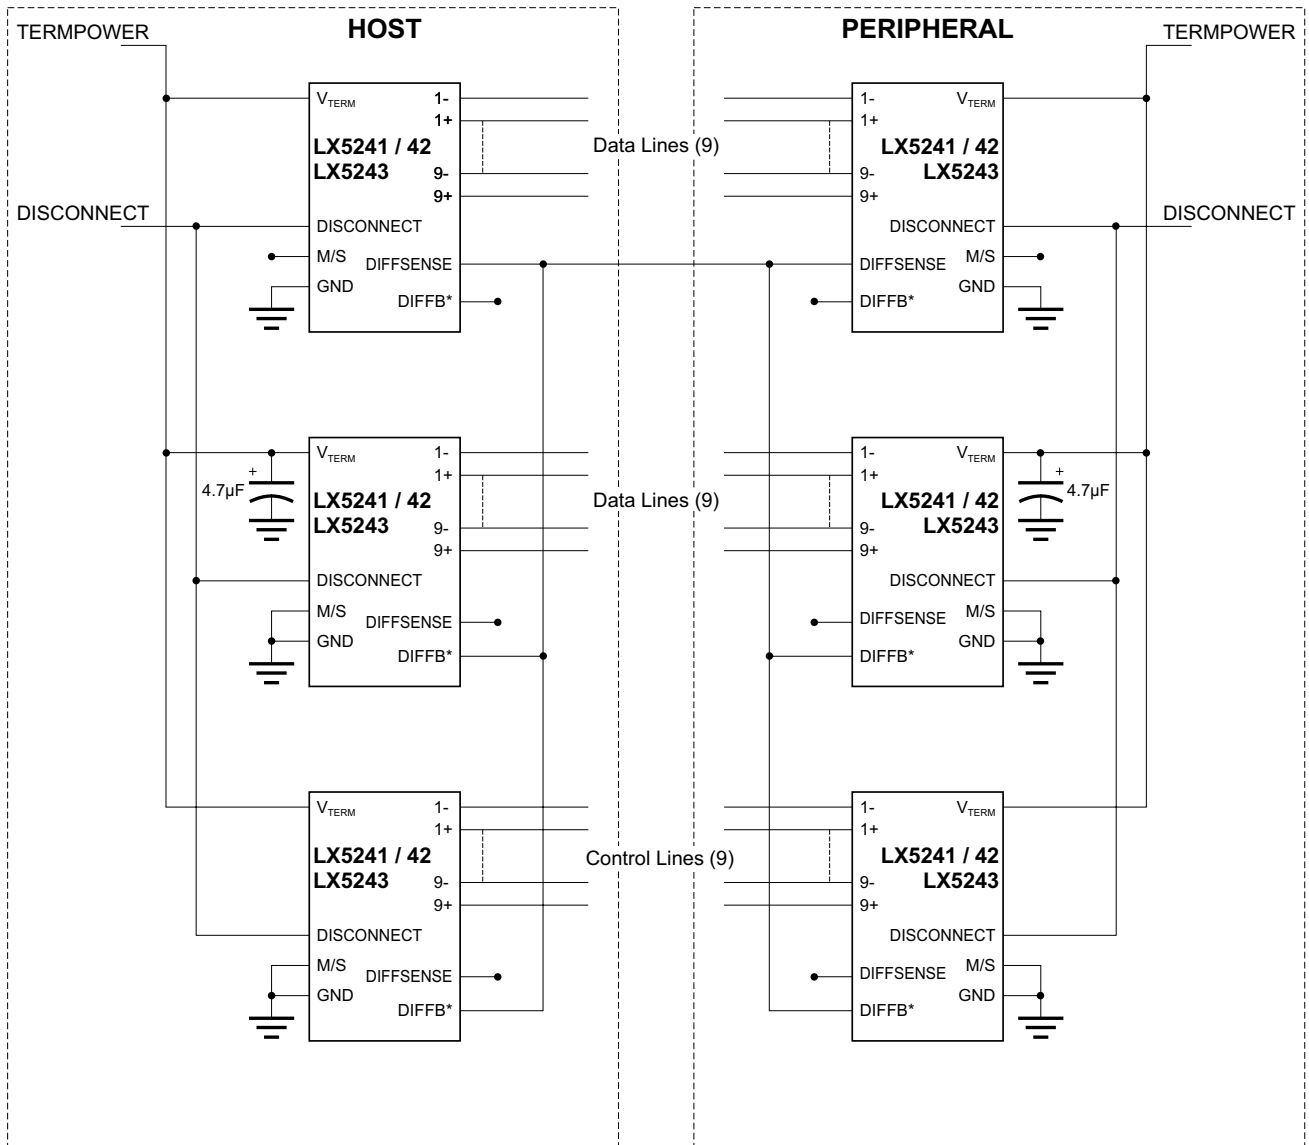 HOST
PERIPHERAL
TERMPOWER
TERMPOWER
DISCONNECT
DISCONNECT
VTERM
1-
1+
LX5241 / 42
LX5243
9-
9+
DISCONNECT
M/S
DIFFSENSE
GND
DIFFB*
Data Lines (9)
1-
VTERM
1+
LX5241 / 42
LX5243
9-
9+
DISCONNECT
M/S
DIFFSENSE
GND
DIFFB*
+
4.7µF
VTERM
1-
1+
LX5241 / 42
LX5243
9-
9+
DISCONNECT
M/S
DIFFSENSE
GND
DIFFB*
Data Lines (9)
1-
VTERM
1+
LX5241 / 42
LX5243
9-
9+
DISCONNECT
DIFFSENSE
M/S
GND
DIFFB*
+
4.7µF
VTERM
1-
1+
LX5241 / 42
LX5243
9-
9+
DISCONNECT
M/S
DIFFSENSE
GND
DIFFB*
Control Lines (9)
1-
VTERM
1+
LX5241 / 42
LX5243
9-
9+
DISCONNECT
M/S
DIFFSENSE
GND
DIFFB*